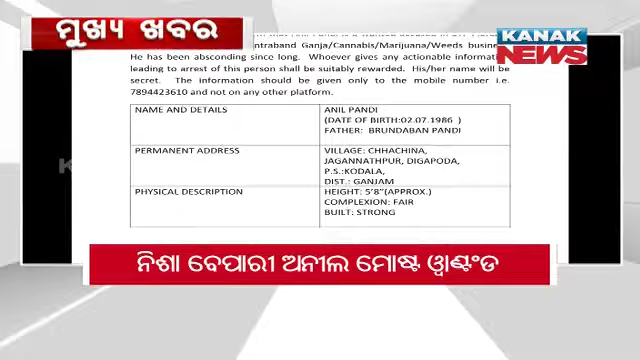 ମୁଖ୍ୟ ଖବର
KANAK
NEWS
contraband Ganja/Cannabis/Marijuana/Weeds
He has been absconding since long. Whoever gives any actionable
leading to arrest of this person shall be suitably rewarded. His/her name will be
secret. The information should be given only to the mobile number i.e.
7894423610 and not on any other platform.
NAME AND DETAILS
ANIL PANDI
(DATE OF BIRTH:02.07.1986 )
FATHER: BRUNDABAN PANDI
PERMANENT ADDRESS
VILLAGE: CHHACHINA,
JAGANNATHPUR, DIGAPODA,
P.S.:KODALA,
DIST.: GANJAM
PHYSICAL DESCRIPTION
HEIGHT: 5'8"(APPROX.)
COMPLEXION: FAIR
BUILT: STRONG
ନିଶା ବେପାରୀ ଅନୀଲ ମୋଷ୍ଟ ୱାଣ୍ଟଂଡ